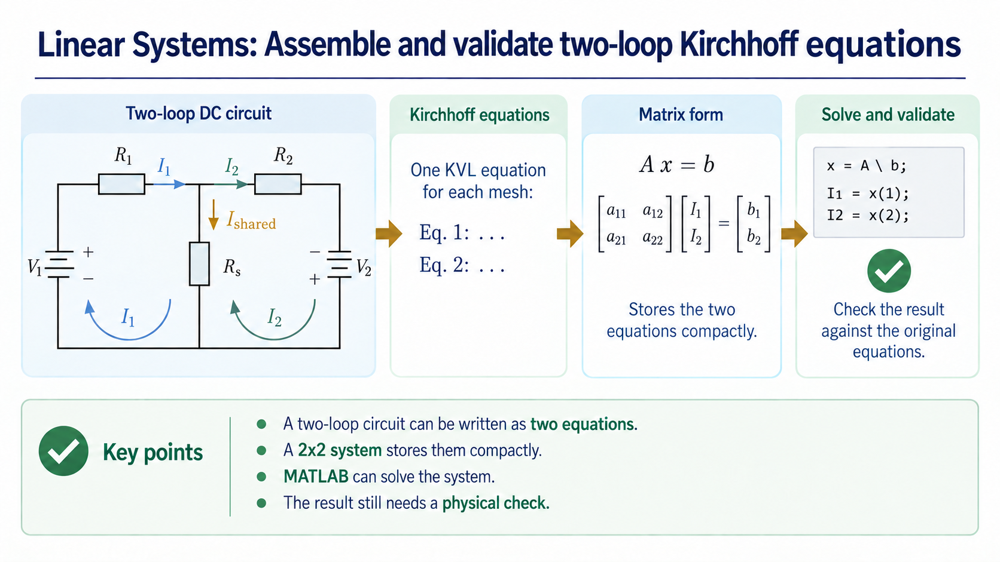 Linear Systems: Assemble and validate two-loop Kirchhoff equations
Two-loop DC circuit
R₁
I₁
I₂
R₂
I_shared
V₁
+
−
R_s
−
+
V₂
I₁
I₂
Kirchhoff equations
One KVL equation
for each mesh:
Eq. 1: . . .
Eq. 2: . . .
Matrix form
A x = b
[a₁₁ a₁₂] [I₁] = [b₁]
[a₂₁ a₂₂] [I₂] [b₂]
Stores the two
equations compactly.
Solve and validate
x = A \ b;
I₁ = x(1);
I2 = x(2);
Check the result
against the original
equations.
Key points
A two-loop circuit can be written as two equations.
A 2x2 system stores them compactly.
MATLAB can solve the system.
The result still needs a physical check.